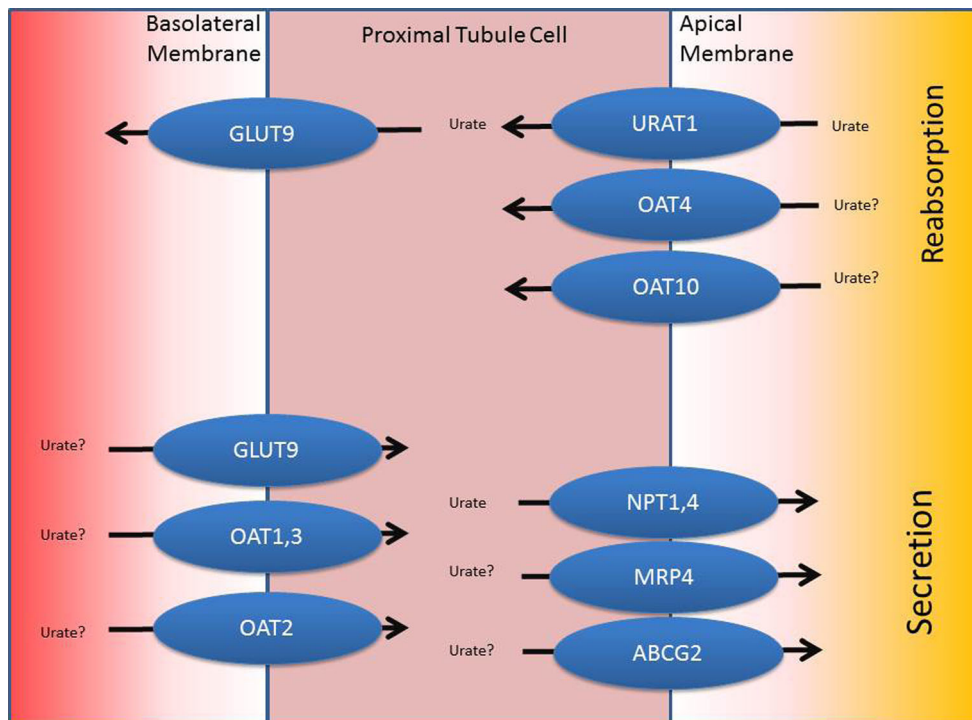 Basolateral
Membrane
Proximal Tubule Cell
Apical
Membrane
GLUT9
Urate
URAT1
Urate
OAT4
Urate?
OAT10
Urate?
Reabsorption
Urate?
GLUT9
Urate?
OAT1,3
Urate?
OAT2
Urate
NPT1,4
Urate?
MRP4
Urate?
ABCG2
Secretion